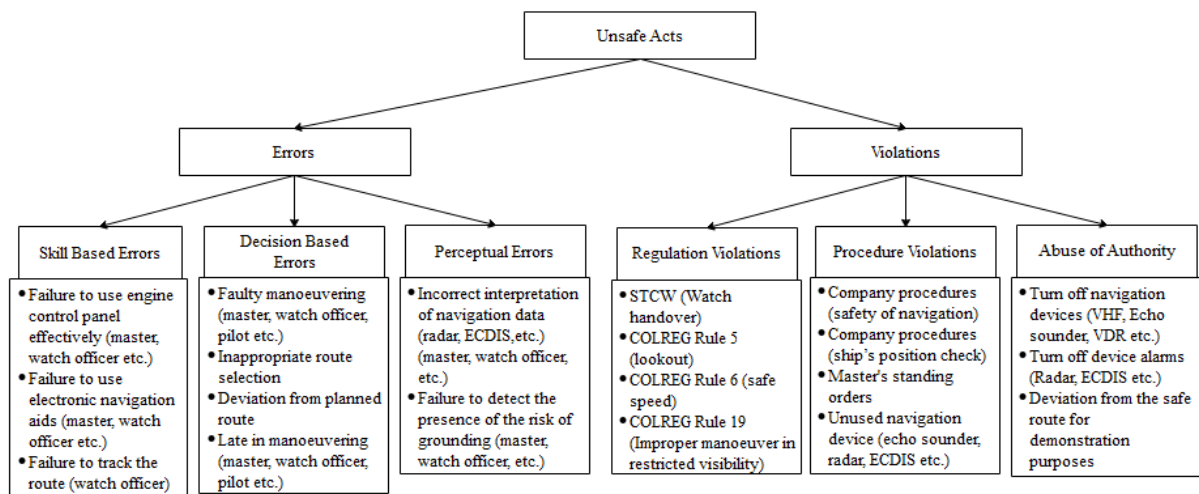 Unsafe Acts
Errors
Violations
Skill Based Errors
Decision Based
Errors
Perceptual Errors
Regulation Violations
Procedure Violations
Abuse of Authority
• Failure to use engine
control panel
effectively (master,
watch officer etc.)
• Failure to use
electronic navigation
aids (master, watch
officer etc.)
• Failure to track the
route (watch officer)
• Faulty manoeuvering
(master, watch officer,
pilot etc.)
• Inappropriate route
selection
• Deviation from planned
route
• Late in manoeuvering
(master, watch officer,
pilot etc.)
• Incorrect interpretation
of navigation data
(radar, ECDIS,etc.)
(master, watch officer,
etc.)
• Failure to detect the
presence of the risk of
grounding (master,
watch officer, etc.)
• STCW (Watch
handover)
• COLREG Rule 5
(lookout)
• COLREG Rule 6 (safe
speed)
• COLREG Rule 19
(Improper manoeuver in
restricted visibility)
• Company procedures
(safety of navigation)
• Company procedures
(ship's position check)
• Master's standing
orders
• Unused navigation
device (echo sounder,
radar, ECDIS etc.)
• Turn off navigation
devices (VHF, Echo
sounder, VDR etc.)
• Turn off device alarms
(Radar, ECDIS etc.)
• Deviation from the safe
route for
demonstration
purposes